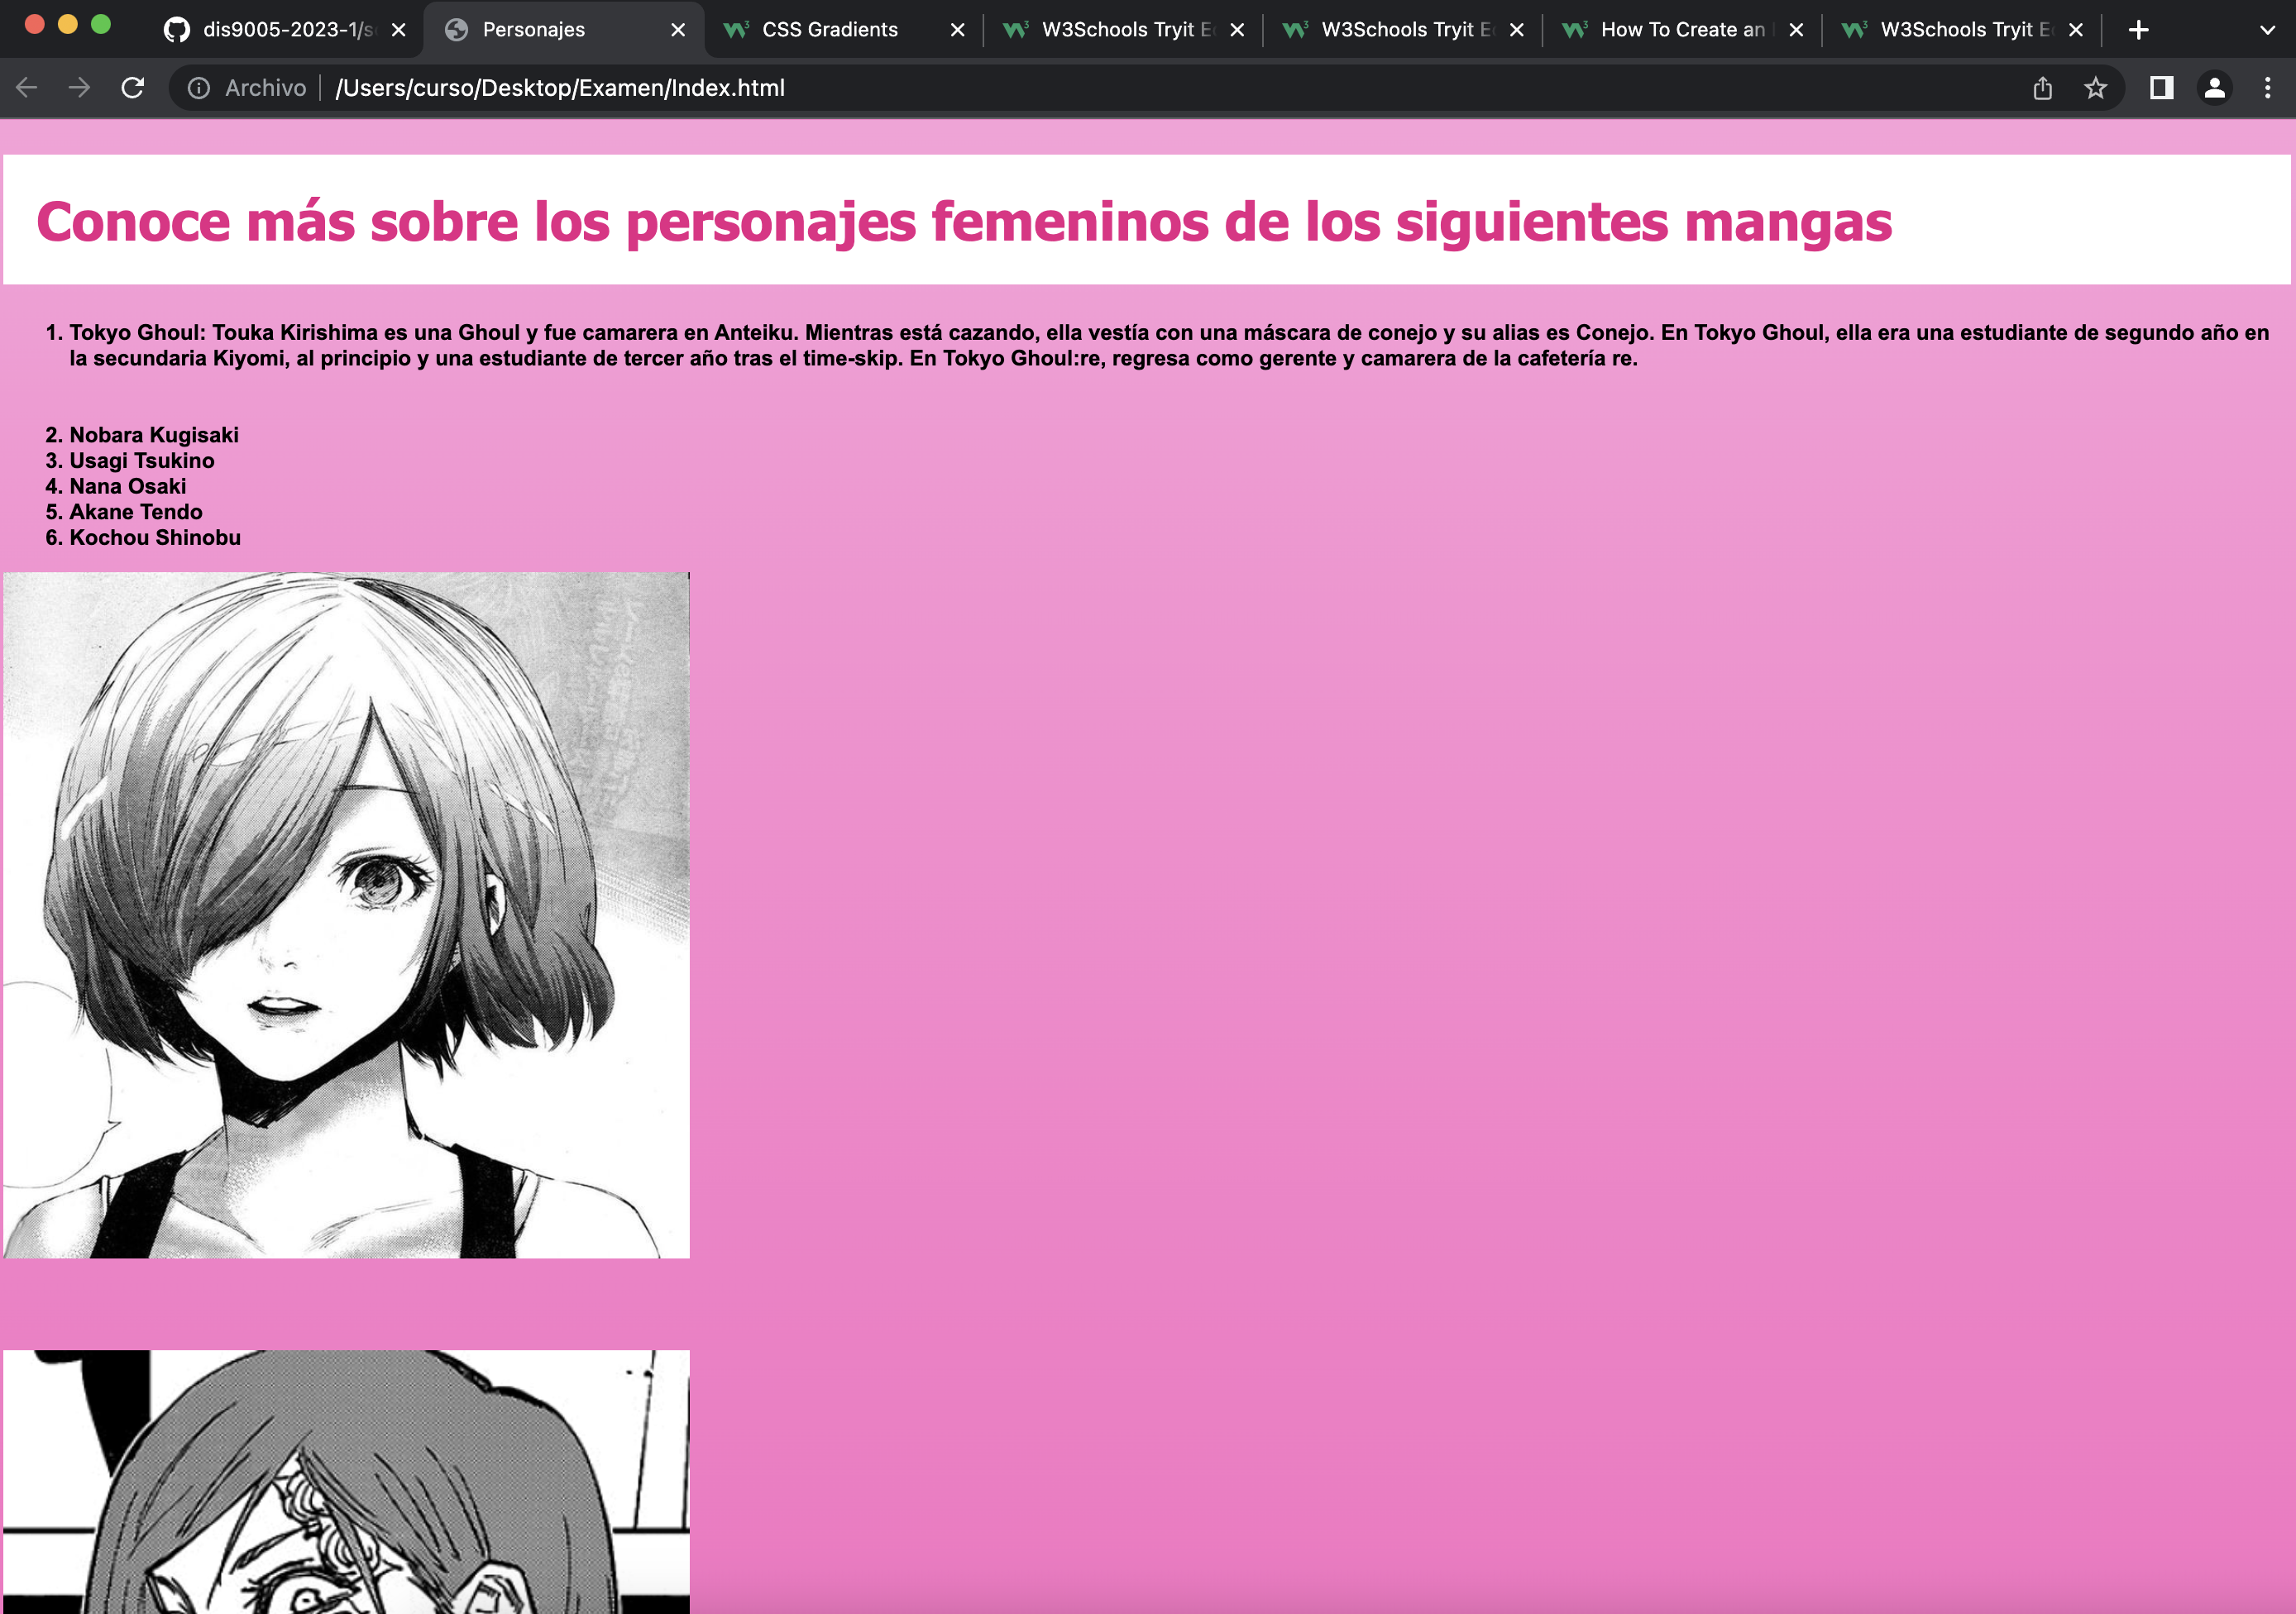 dis9005-2023-1/s
Personajes
CSS Gradients
W3Schools Tryit E
W3Schools Tryit E
How To Create an
W3Schools Tryit E
Archivo
/Users/curso/Desktop/Examen/Index.html
Conoce más sobre los personajes femeninos de los siguientes mangas
1. Tokyo Ghoul: Touka Kirishima es una Ghoul y fue camarera en Anteiku. Mientras está cazando, ella vestía con una máscara de conejo y su alias es Conejo. En Tokyo Ghoul, ella era una estudiante de segundo año en
la secundaria Kiyomi, al principio y una estudiante de tercer año tras el time-skip. En Tokyo Ghoul:re, regresa como gerente y camarera de la cafetería re.
2. Nobara Kugisaki
3. Usagi Tsukino
4. Nana Osaki
5. Akane Tendo
6. Kochou Shinobu